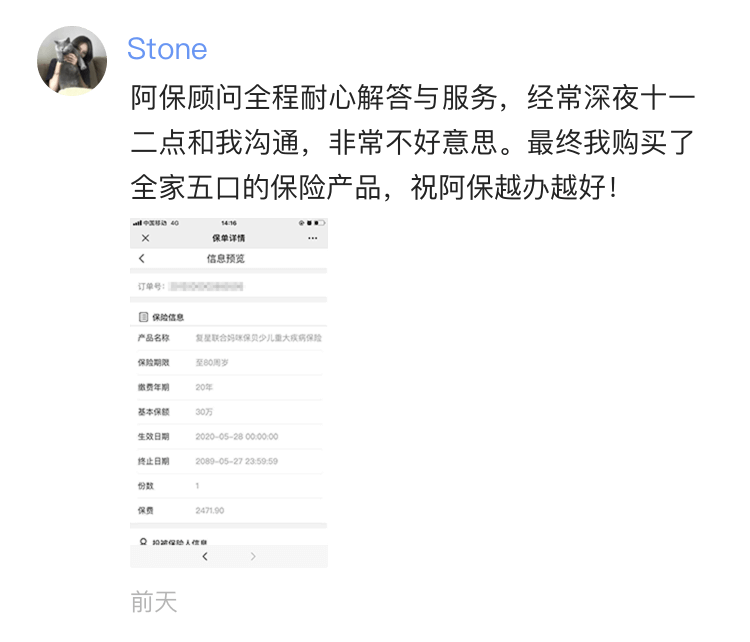 Stone
阿保顾问全程耐心解答与服务，经常深夜十一
二点和我沟通，非常不好意思。最终我购买了
全家五口的保险产品，祝阿保越办越好！
中国移动 4G 14:16
保单详情
信息预览
订单号：
保险信息
产品名称 复星联合妈咪保贝少儿重大疾病保险
保险期限 至60周岁
缴费年期 20年
基本保额 30万
生效日期 2020-05-28 00:00:00
终止日期 2089-05-27 23:59:59
份数 1
保费 2471.90
投被保险人信息
前天